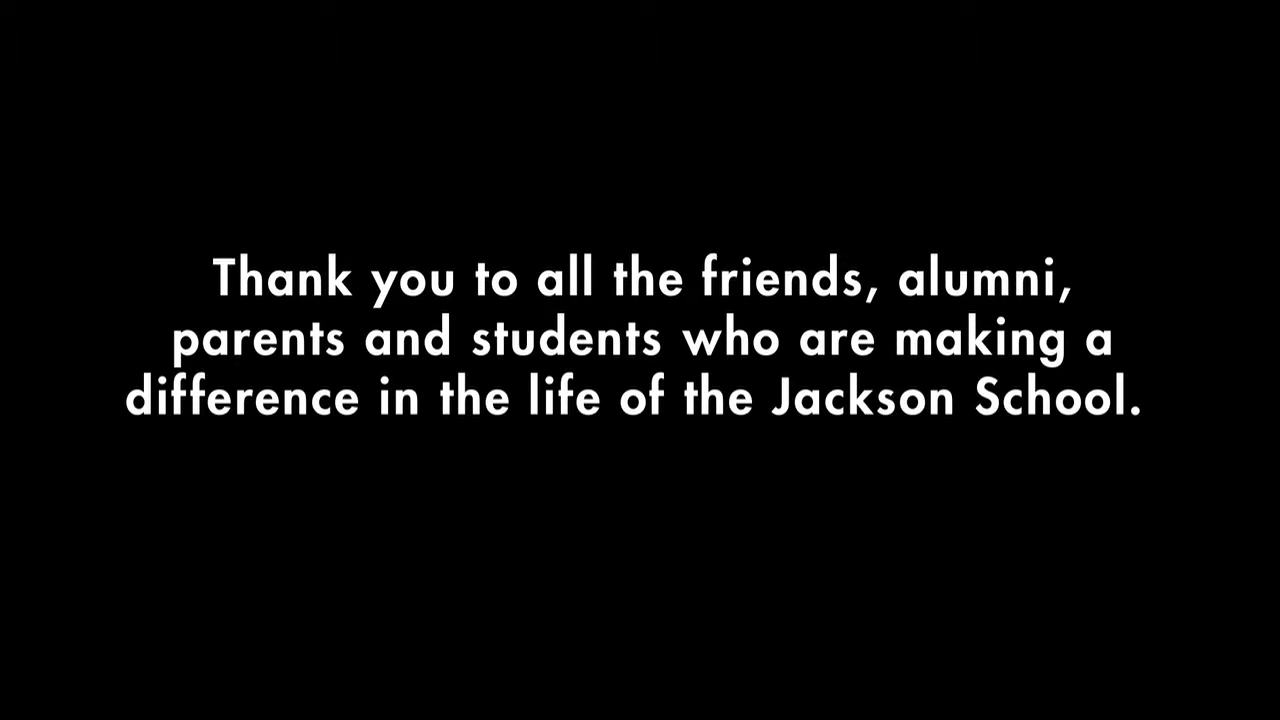 Thank you to all the friends, alumni,
parents and students who are making a
difference in the life of the Jackson School.